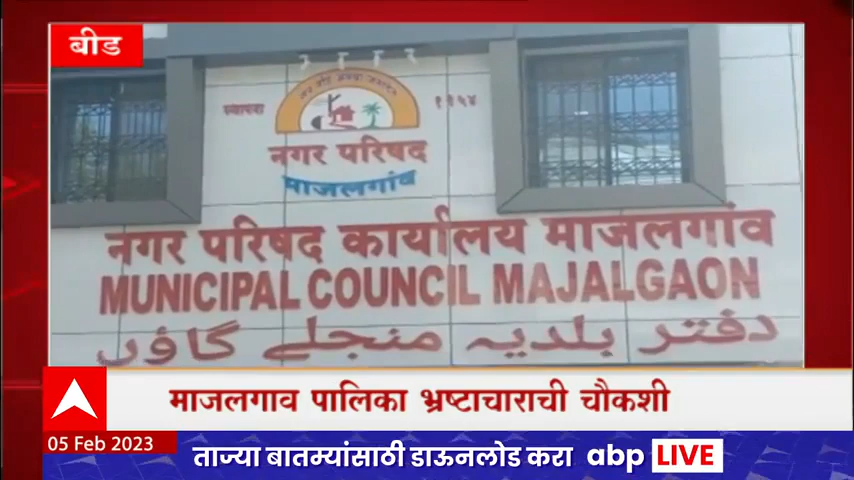 बीड
स्थापना १९५४
नगर परिषद
माजलगांव
नगर परिषद कार्यालय माजलगांव
MUNICIPAL COUNCIL MAJALGAON
دفتر بلدیہ منجلے گاؤں
माजलगाव पालिका भ्रष्टाचाराची चौकशी
05 Feb 2023
ताज्या बातम्यांसाठी डाऊनलोड करा abp LIVE